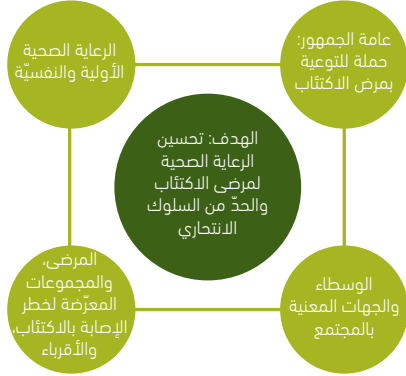 عامة الجمهور:
حملة للتوعية
بمرض الاكتئاب
الرعاية الصحية
الأولية والنفسيّة
الهدف: تحسين
الرعاية الصحية
لمرضى الاكتئاب
والحدّ من السلوك
الانتحاري
الوسطاء
والجهات المعنية
بالمجتمع
المرضى،
والمجموعات
المعرّضة لخطر
الإصابة بالاكتئاب،
والأقرباء